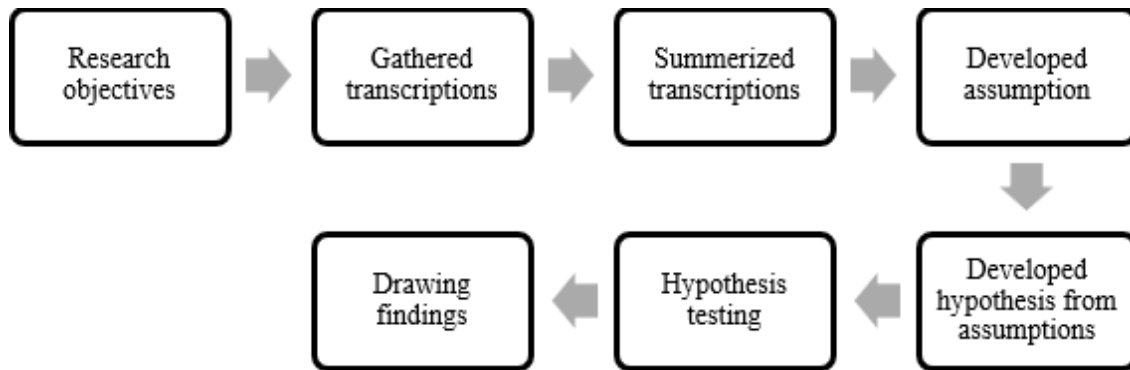 Research
objectives
Gathered
transcriptions
Summerized
transcriptions
Developed
assumption
Developed
hypothesis from
assumptions
Hypothesis
testing
Drawing
findings